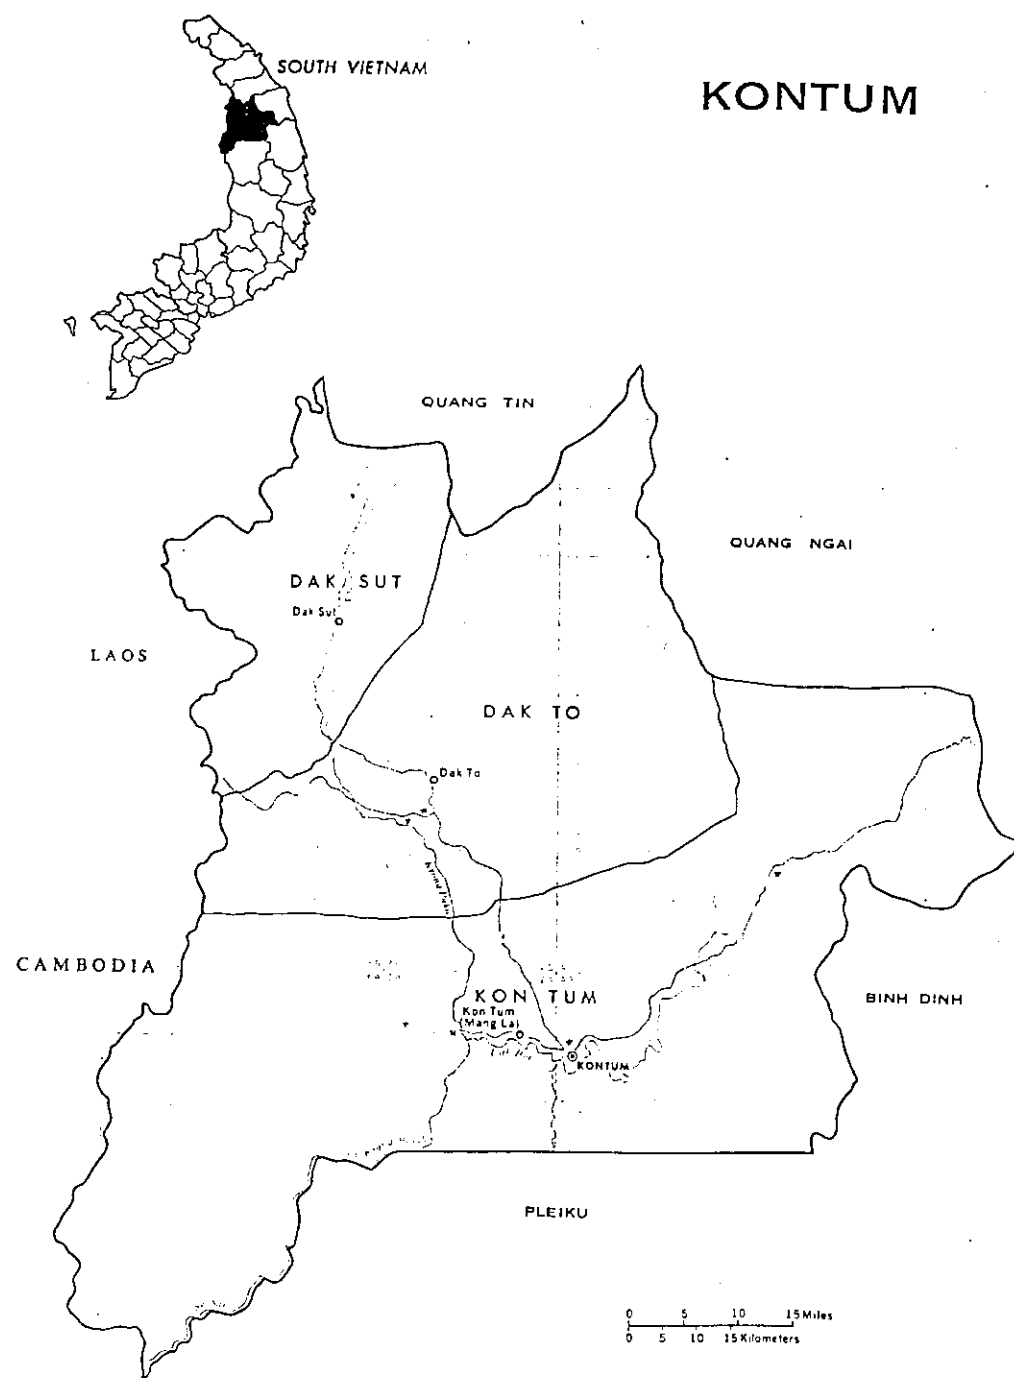 SOUTH VIETNAM
KONTUM
QUANG TIN
QUANG NGAI
DAK SUT
Dak Sut
LAOS
DAK TO
Dak To
CAMBODIA
KON TUM
Kon Tum
(Mang La)
KONTUM
BINH DINH
PLEIKU
0 5 10 15 Miles
0 5 10 15 Kilometers